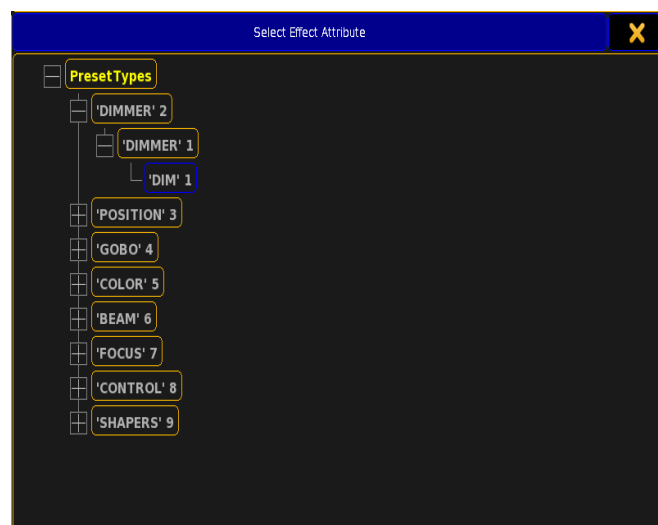 Select Effect Attribute
PresetTypes
'DIMMER' 2
'DIMMER' 1
'DIM' 1
'POSITION' 3
'GOBO' 4
'COLOR' 5
'BEAM' 6
'FOCUS' 7
'CONTROL' 8
'SHAPERS' 9